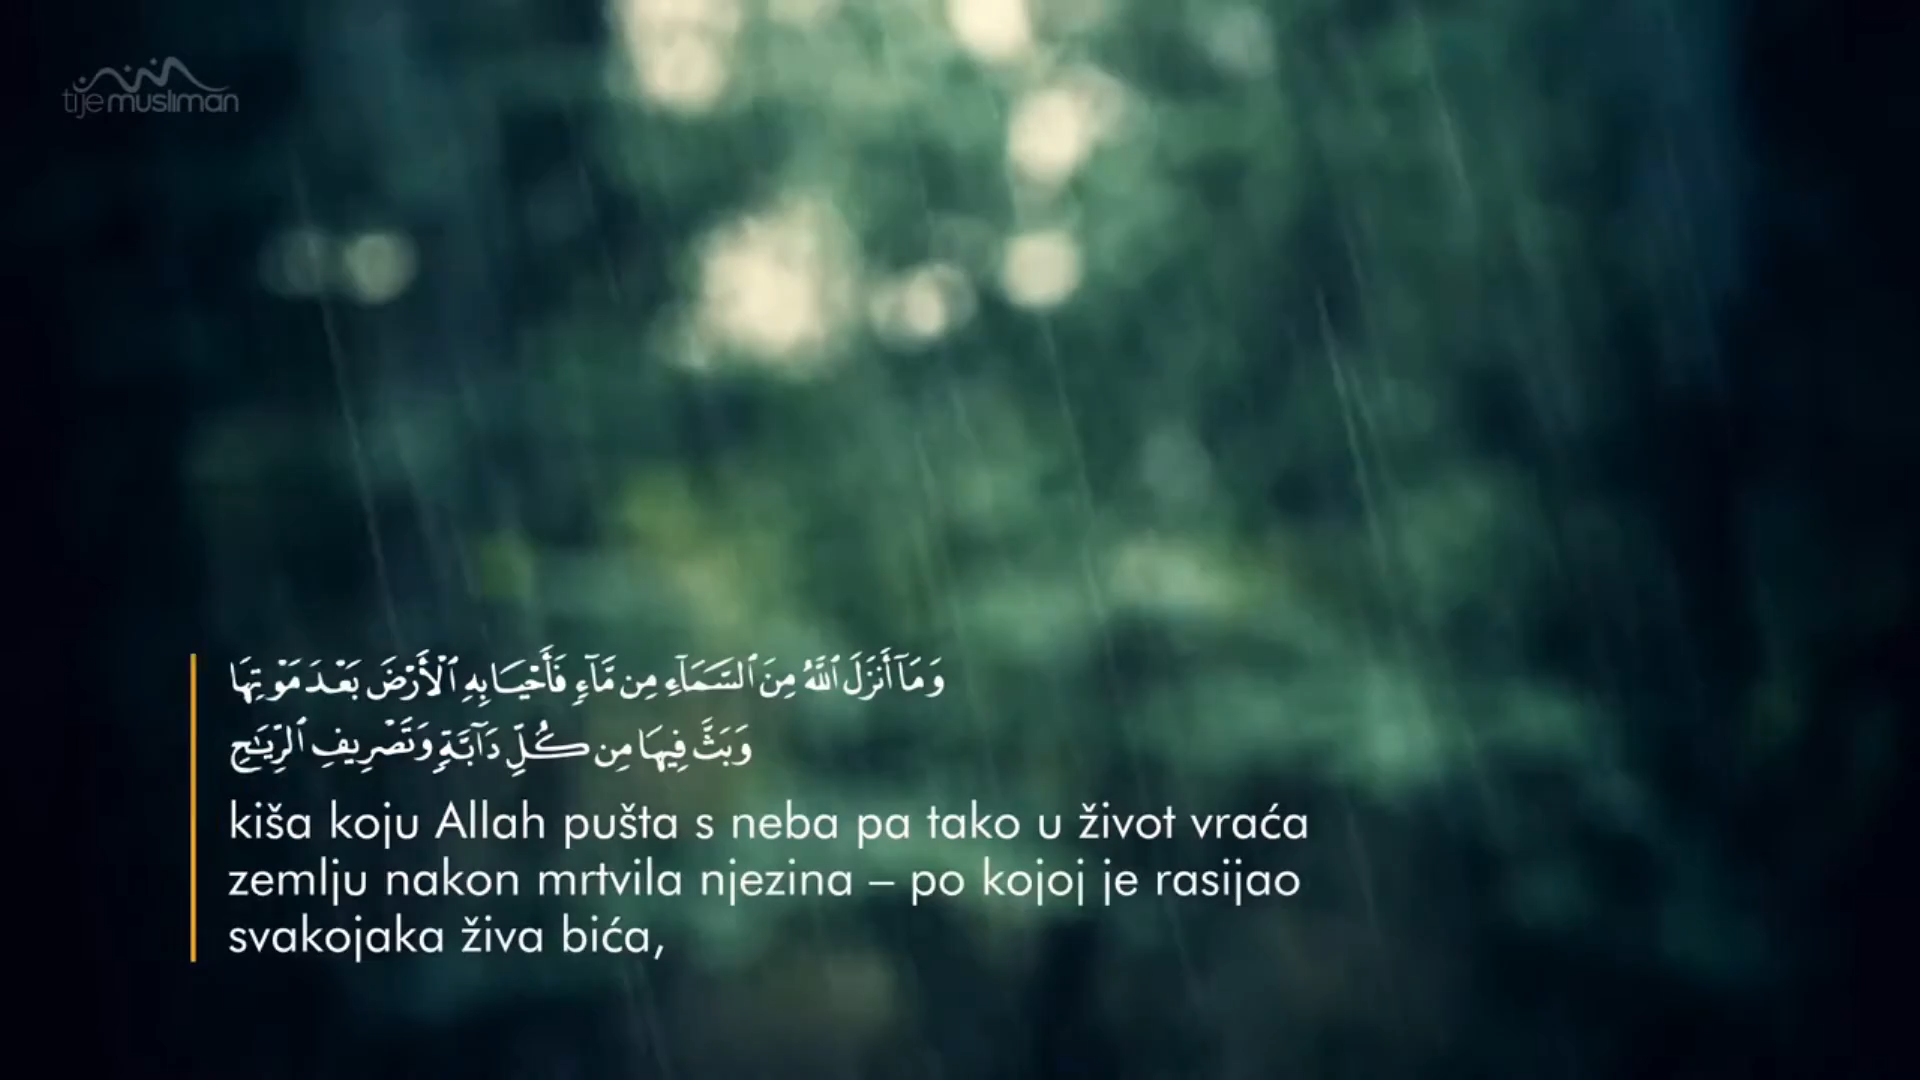 tijemusliman
وَمَآ أَنزَلَ ٱللَّهُ مِنَ ٱلسَّمَآءِ مِن مَّآءٍ فَأَحْيَا بِهِ ٱلْأَرْضَ بَعْدَ مَوْتِهَا
وَبَثَّ فِيهَا مِن كُلِّ دَآبَّةٍ وَتَصْرِيفِ ٱلرِّيَٰحِ
kiša koju Allah pušta s neba pa tako u život vraća
zemlju nakon mrtvila njezina – po kojoj je rasijao
svakojaka živa bića,